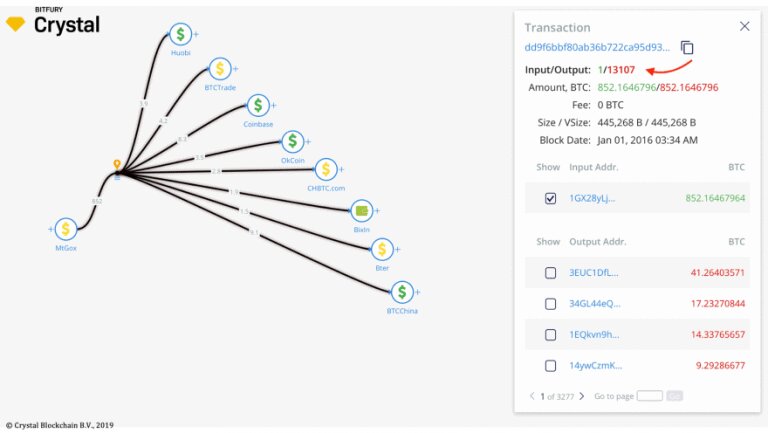 BITFURY
Crystal
Huobi
BTCTrade
Coinbase
OkCoin
CHBTC.com
BixIn
Bter
BTCChina
MtGox
852
3.9
4.2
8.2
3.5
2.8
1.9
1.5
9.1
Transaction
dd9f6bbf80ab36b722ca95d93...
Input/Output: 1/13107
Amount, BTC: 852.1646796/852.1646796
Fee: 0 BTC
Size / VSize: 445,268 B / 445,268 B
Block Date: Jan 01, 2016 03:34 AM
Show Input Addr. BTC
1GX28yLj... 852.16467964
Show Output Addr. BTC
3EUC1DfL... 41.26403571
34GL44eQ... 17.23270844
1EQkvn9h... 14.33765657
14ywCzmK... 9.29286677
1 of 3277 Go to page Go
© Crystal Blockchain B.V., 2019